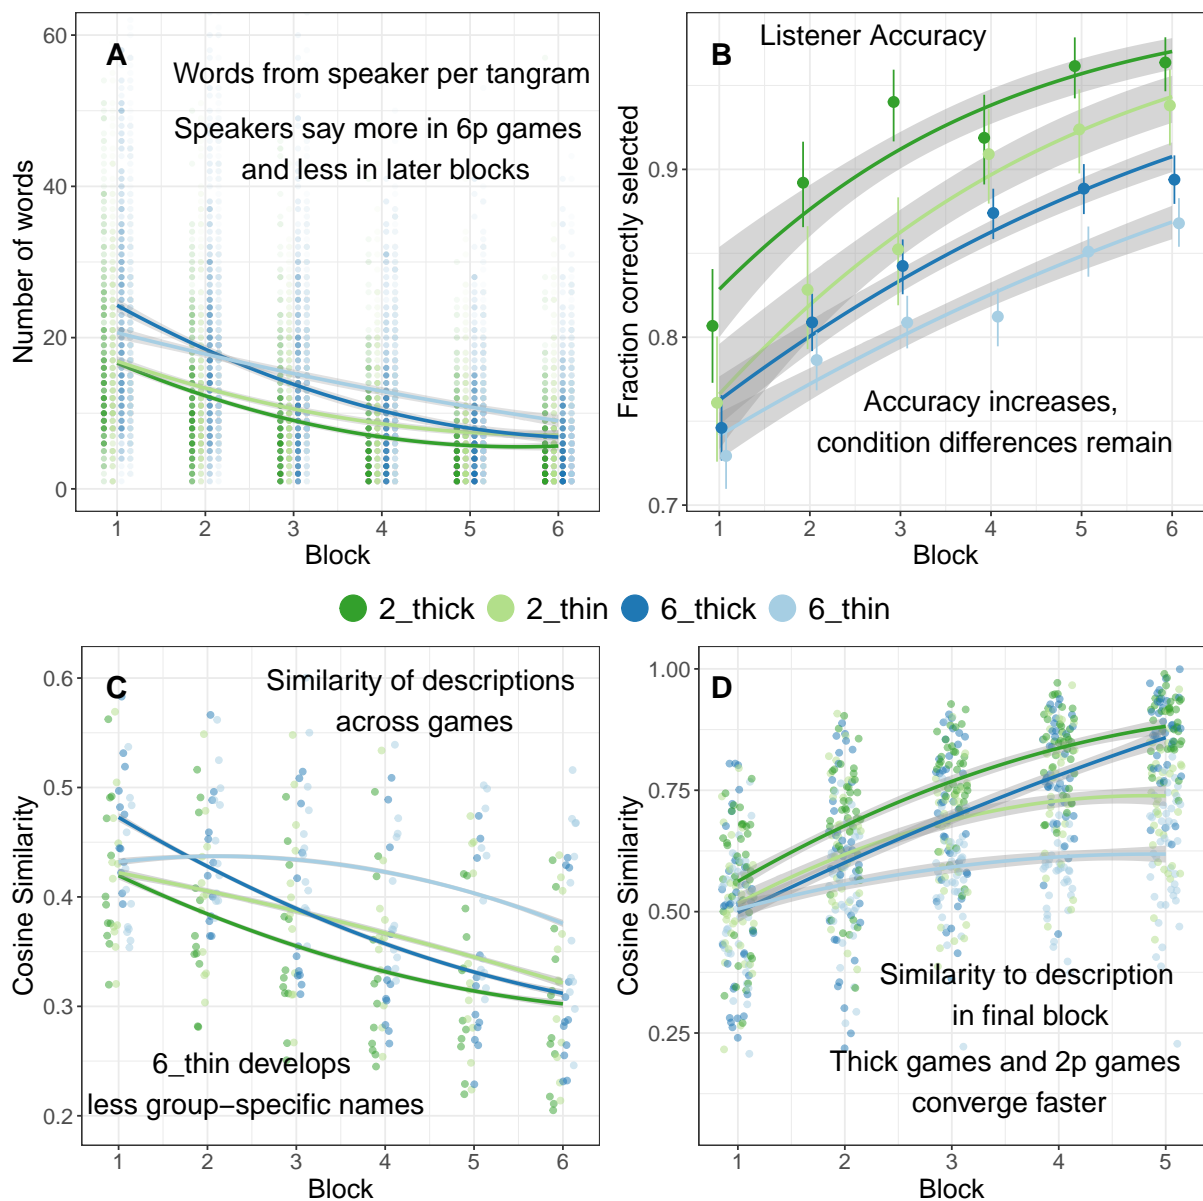 A
Words from speaker per tangram
Speakers say more in 6p games
and less in later blocks
Number of words
60
40
20
0
1 2 3 4 5 6
Block
B
Listener Accuracy
Fraction correctly selected
0.9
0.8
0.7
Accuracy increases,
condition differences remain
1 2 3 4 5 6
Block
2_thick 2_thin 6_thick 6_thin
C
Similarity of descriptions
across games
Cosine Similarity
0.6
0.5
0.4
0.3
0.2
6_thin develops
less group−specific names
1 2 3 4 5 6
Block
D
Cosine Similarity
1.00
0.75
0.50
0.25
Similarity to description
in final block
Thick games and 2p games
converge faster
1 2 3 4 5
Block